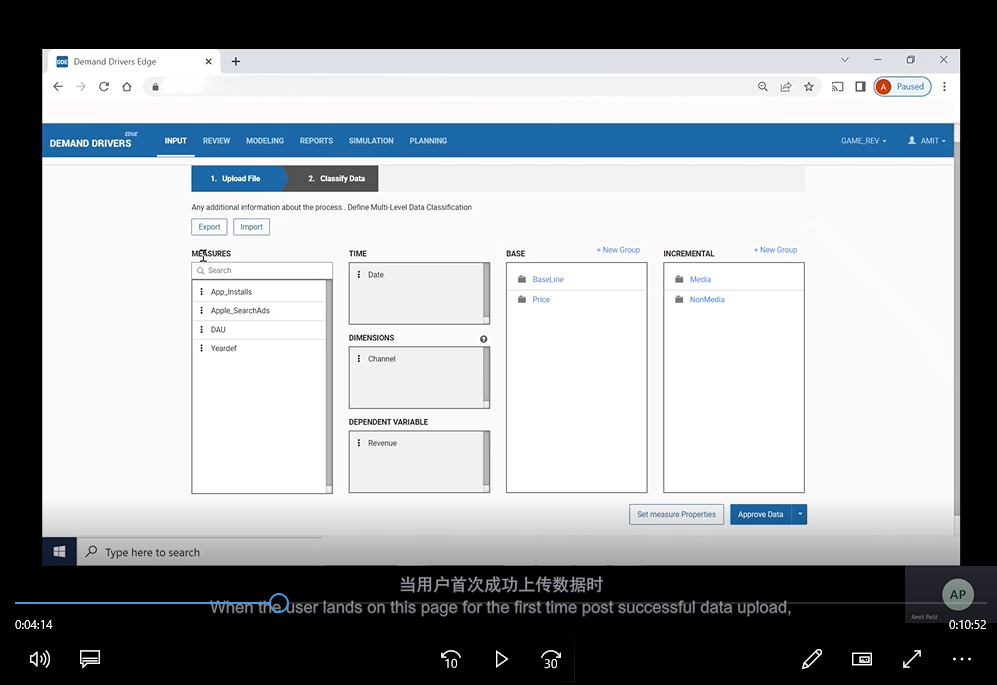 DDE Demand Drivers Edge
A Paused
DEMAND DRIVERS EDGE INPUT REVIEW MODELING REPORTS SIMULATION PLANNING GAME_REV AMIT
1. Upload File 2. Classify Data
Any additional information about the process . Define Multi-Level Data Classification
Export Import
MEASURES TIME BASE + New Group INCREMENTAL + New Group
Search
Date
BaseLine
Media
App_Installs
Price
NonMedia
Apple_SearchAds
DAU
DIMENSIONS ?
Yeardef
Channel
DEPENDENT VARIABLE
Revenue
Set measure Properties Approve Data
Type here to search
当用户首次成功上传数据时
When the user lands on this page for the first time post successful data upload,
AP
Amit Patil
0:04:14 0:10:52
10 30